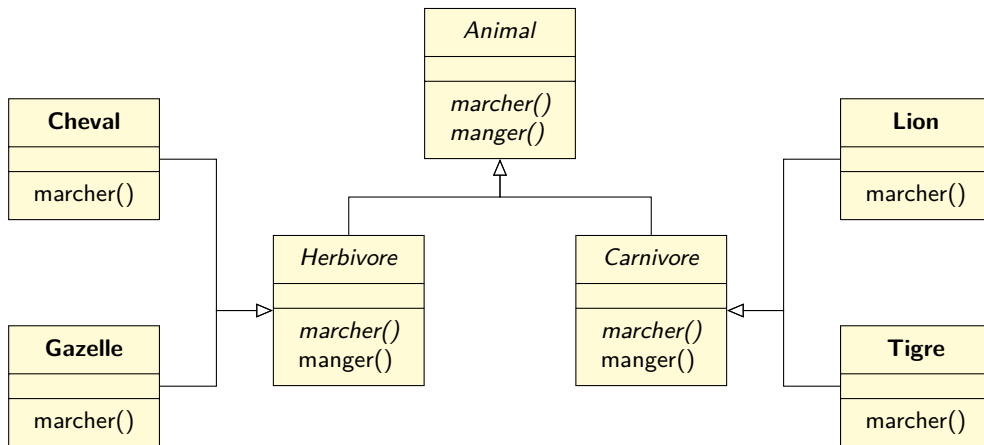 Animal
marcher()
manger()
Cheval
marcher()
Lion
marcher()
Herbivore
marcher()
manger()
Carnivore
marcher()
manger()
Gazelle
marcher()
Tigre
marcher()